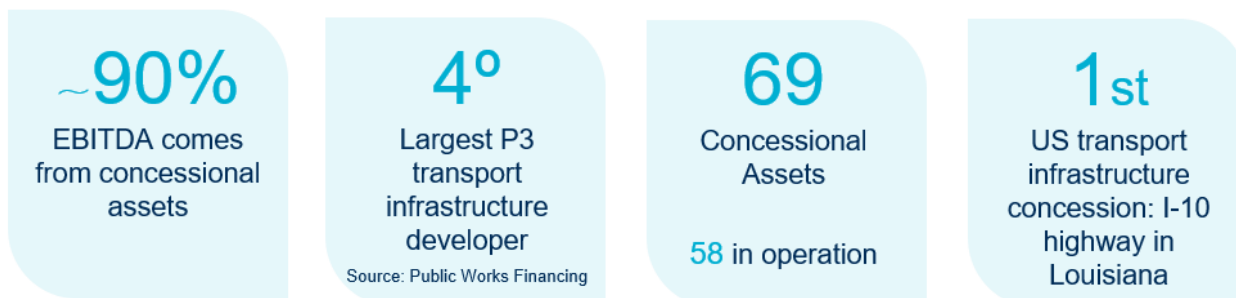 ~90%
EBITDA comes
from concessional
assets
4º
Largest P3
transport
infrastructure
developer
Source: Public Works Financing
69
Concessional
Assets
58 in operation
1st
US transport
infrastructure
concession: I-10
highway in
Louisiana